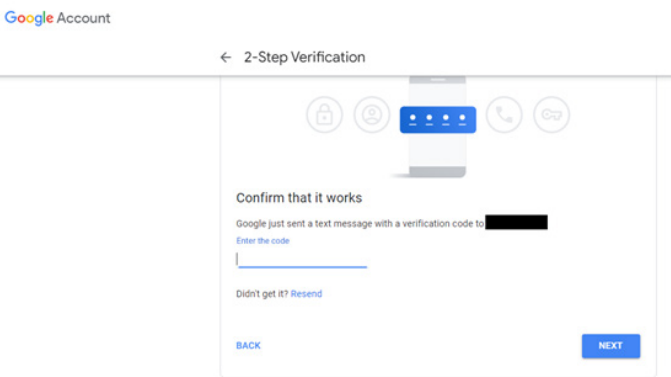 Google Account
2-Step Verification
Confirm that it works
Google just sent a text message with a verification code to
Enter the code
Didn't get it? Resend
BACK
NEXT